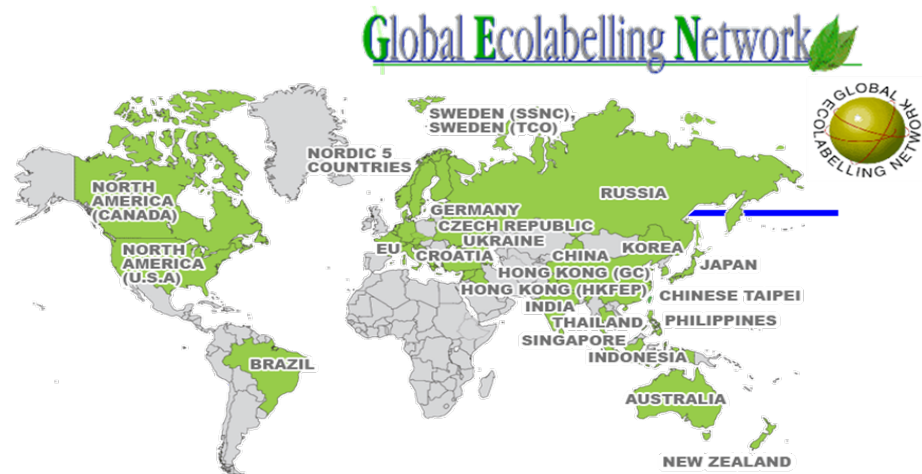 Global Ecolabelling Network
GLOBAL
ECOLABELLING NETWORK
SWEDEN (SSNC),
SWEDEN (TCO)
NORDIC 5
COUNTRIES
NORTH
AMERICA
(CANADA)
RUSSIA
GERMANY
CZECH REPUBLIC
UKRAINE
NORTH
AMERICA
(U.S.A)
EU
CROATIA
CHINA
KOREA
JAPAN
HONG KONG (GC)
HONG KONG (HKFEP)
CHINESE TAIPEI
INDIA
THAILAND
PHILIPPINES
SINGAPORE
INDONESIA
BRAZIL
AUSTRALIA
NEW ZEALAND